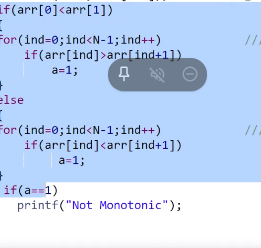 if(arr[0]<arr[1])
{
for(ind=0;ind<N-1;ind++) //
if(arr[ind]>arr[ind+1])
a=1;
}
else
{
for(ind=0;ind<N-1;ind++) //
if(arr[ind]<arr[ind+1])
a=1;
}
if(a==1)
printf("Not Monotonic");